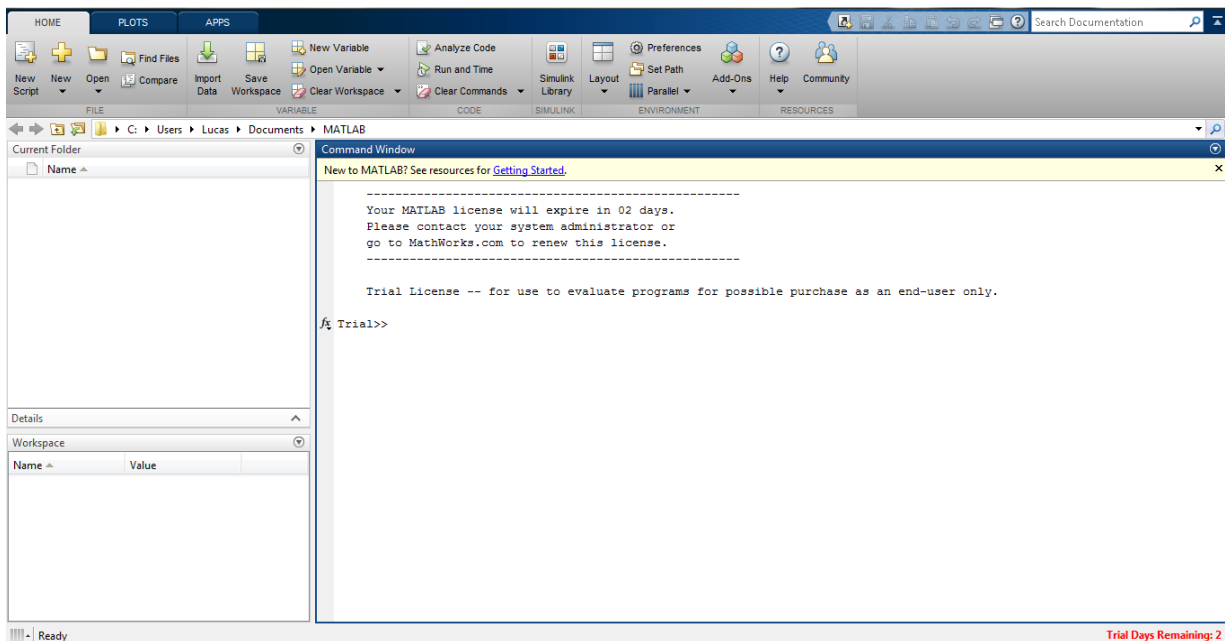 HOME PLOTS APPS
Search Documentation
New Script
New
Open
Find Files
Compare
Import Data
Save Workspace
New Variable
Open Variable
Clear Workspace
Analyze Code
Run and Time
Clear Commands
Simulink Library
Layout
Preferences
Set Path
Parallel
Add-Ons
Help
Community
FILE VARIABLE CODE SIMULINK ENVIRONMENT RESOURCES
C: Users Lucas Documents MATLAB
Current Folder
Name
Details
Workspace
Name Value
Command Window
New to MATLAB? See resources for Getting Started.
-----------------------------------------------------
Your MATLAB license will expire in 02 days.
Please contact your system administrator or
go to MathWorks.com to renew this license.
-----------------------------------------------------
Trial License -- for use to evaluate programs for possible purchase as an end-user only.
fx Trial>>
Ready
Trial Days Remaining: 2